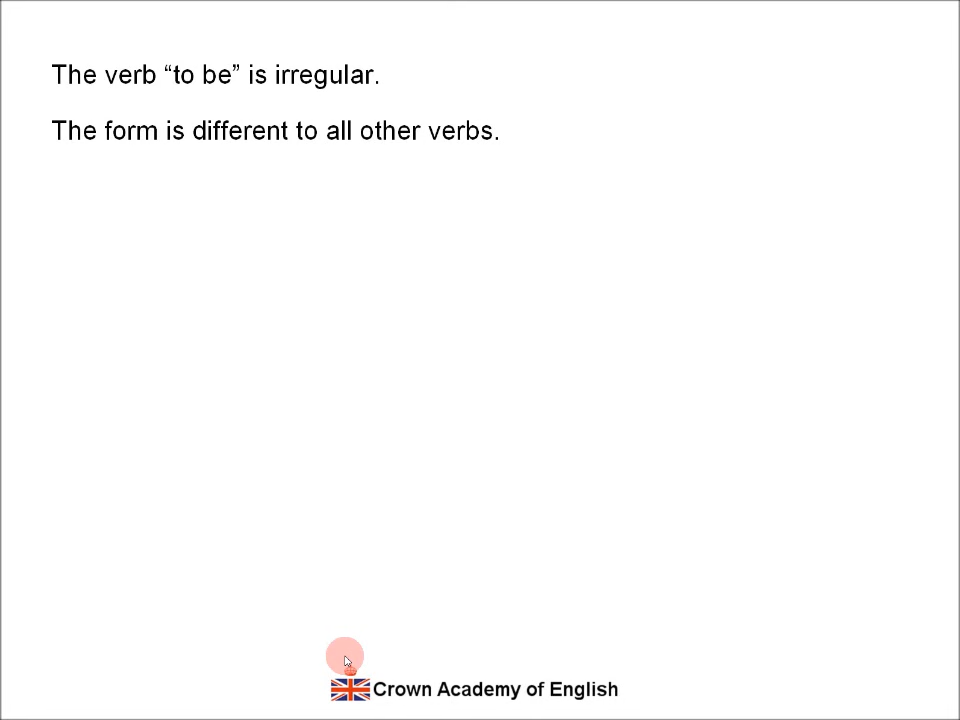 The verb “to be” is irregular.
The form is different to all other verbs.
Crown Academy of English